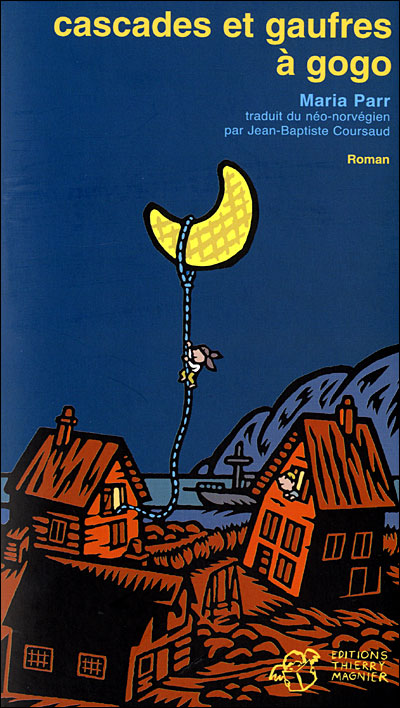 cascades et gaufres
à gogo
Maria Parr
traduit du néo-norvégien
par Jean-Baptiste Coursaud
Roman
EDITIONS
THIERRY
MAGNIER